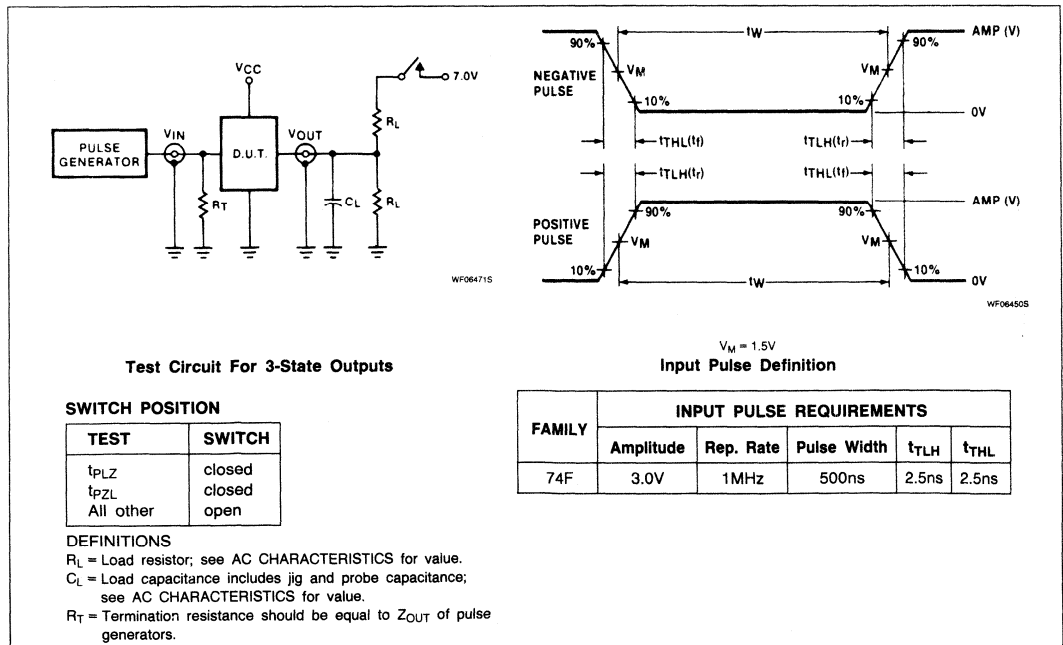 VCC
7.0V
RL
PULSE
GENERATOR
VIN
D.U.T.
VOUT
RT
CL
RL
WF06471S
Test Circuit For 3-State Outputs
90%
tW
90%
AMP (V)
NEGATIVE
PULSE
VM
VM
10%
10%
0V
tTHL(tf)
tTLH(tr)
tTLH(tr)
tTHL(tf)
AMP (V)
90%
90%
POSITIVE
PULSE
VM
VM
10%
10%
tW
0V
WF06450S
VM = 1.5V
Input Pulse Definition
SWITCH POSITION
TEST SWITCH
tPLZ closed
tPZL closed
All other open
DEFINITIONS
RL = Load resistor; see AC CHARACTERISTICS for value.
CL = Load capacitance includes jig and probe capacitance;
see AC CHARACTERISTICS for value.
RT = Termination resistance should be equal to ZOUT of pulse
generators.
FAMILY INPUT PULSE REQUIREMENTS
Amplitude Rep. Rate Pulse Width tTLH tTHL
74F 3.0V 1MHz 500ns 2.5ns 2.5ns